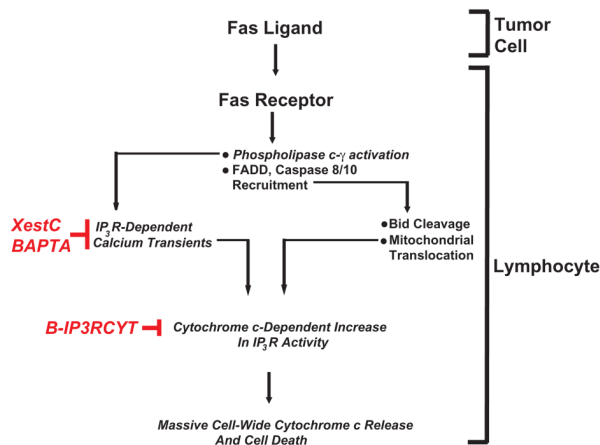 Fas Ligand
Tumor
Cell
Fas Receptor
• Phospholipase c-γ activation
• FADD, Caspase 8/10
Recruitment
XestC
BAPTA
IP3R-Dependent
Calcium Transients
•Bid Cleavage
•Mitochondrial
Translocation
Lymphocyte
B-IP3RCYT
Cytochrome c-Dependent Increase
In IP3R Activity
Massive Cell-Wide Cytochrome c Release
And Cell Death